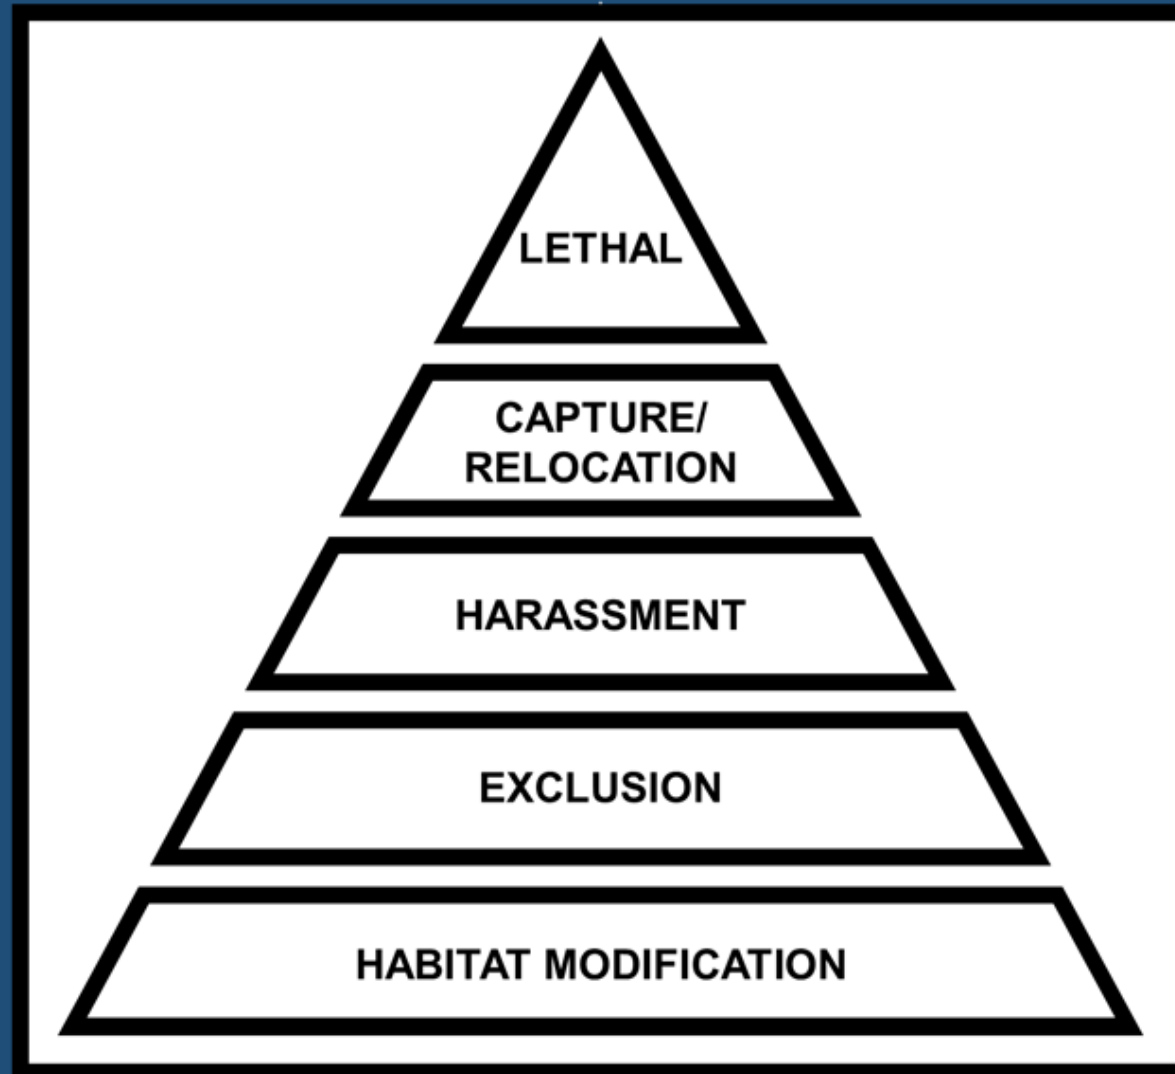 LETHAL
CAPTURE/
RELOCATION
HARASSMENT
EXCLUSION
HABITAT MODIFICATION